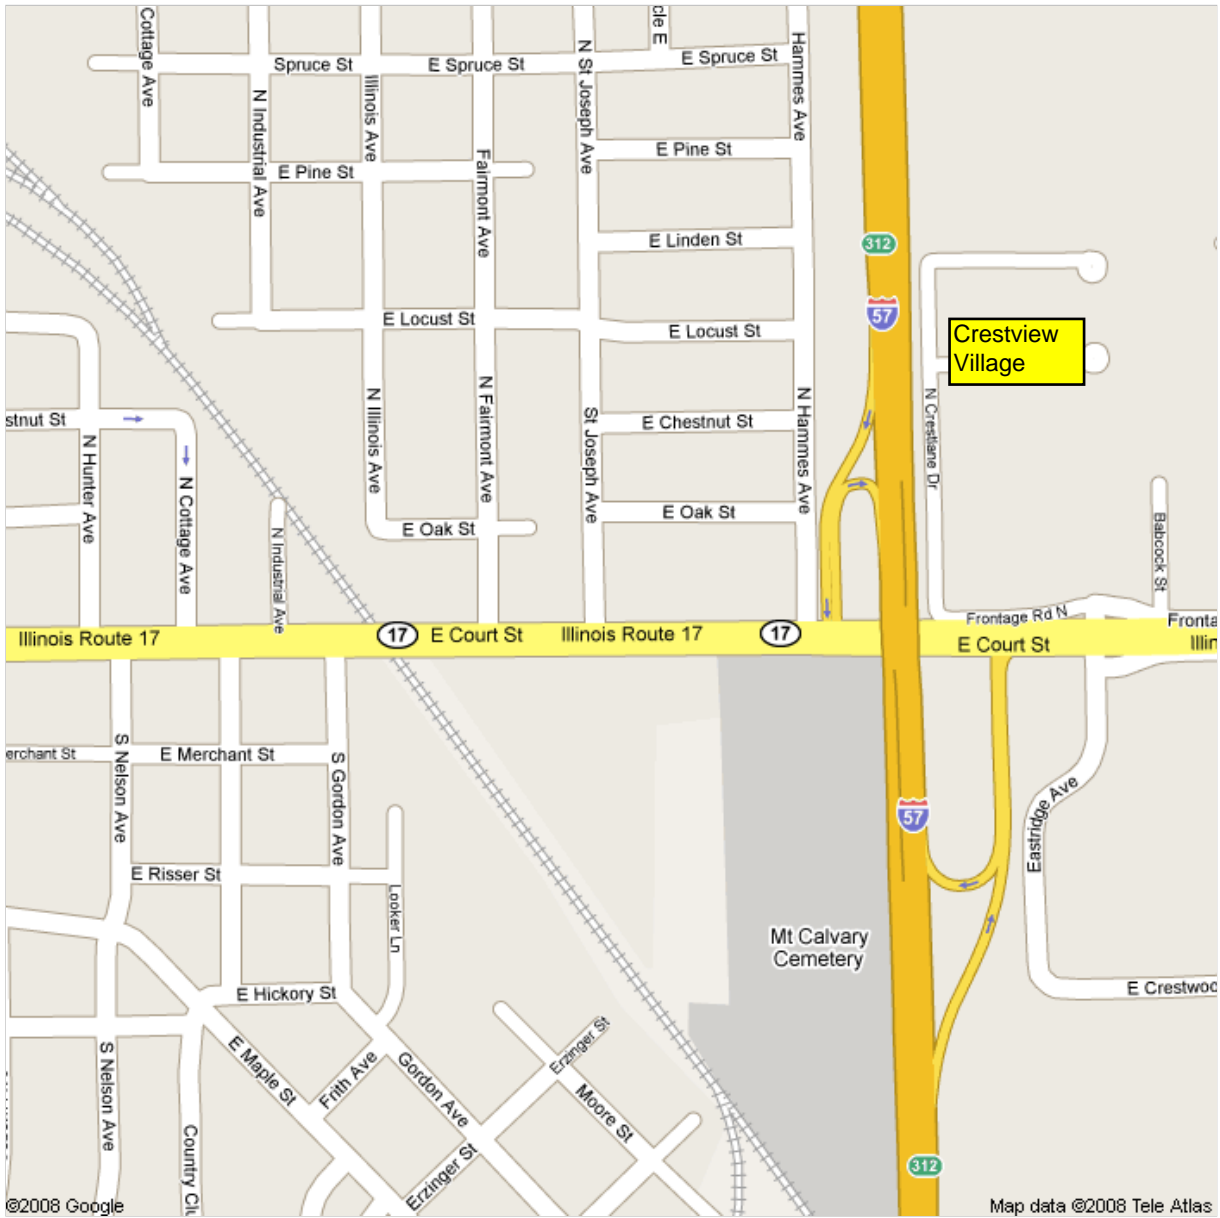 Cottage Ave
cle E
Spruce St
E Spruce St
E Spruce St
Hammes Ave
N St Joseph Ave
Illinois Ave
N Industrial Ave
E Pine St
E Pine St
Fairmont Ave
E Linden St
312
57
E Locust St
E Locust St
Crestview
Village
N Illinois Ave
N Fairmont Ave
St Joseph Ave
N Hammes Ave
N Crestlane Dr
stnut St
E Chestnut St
N Hunter Ave
N Cottage Ave
N Industrial Ave
E Oak St
E Oak St
Babcock St
Frontage Rd N
Fronta
Illinois Route 17
17
E Court St
Illinois Route 17
17
E Court St
Illin
erchant St
S Nelson Ave
E Merchant St
S Gordon Ave
57
Eastridge Ave
E Risser St
Looker Ln
Mt Calvary
Cemetery
E Hickory St
E Crestwoo
S Nelson Ave
E Maple St
Frith Ave
Gordon Ave
Erzinger St
Moore St
Country Clu
Erzinger St
312
©2008 Google
Map data ©2008 Tele Atlas